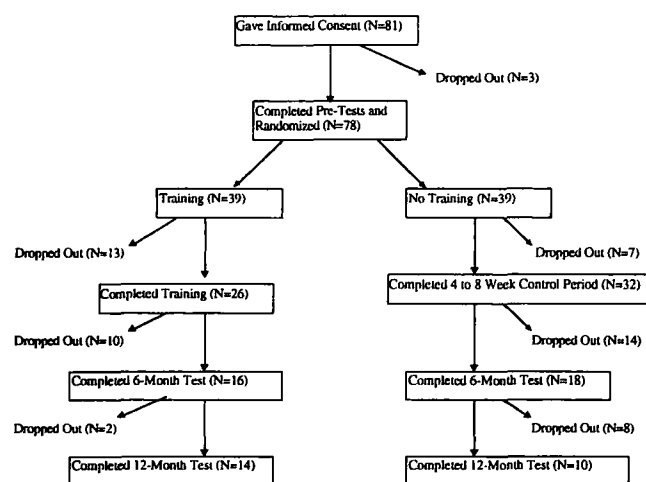 Gave Informed Consent (N=81)
Dropped Out (N=3)
Completed Pre-Tests and
Randomized (N=78)
Training (N=39)
No Training (N=39)
Dropped Out (N=13)
Dropped Out (N=7)
Completed Training (N=26)
Completed 4 to 8 Week Control Period (N=32)
Dropped Out (N=10)
Dropped Out (N=14)
Completed 6-Month Test (N=16)
Completed 6-Month Test (N=18)
Dropped Out (N=2)
Dropped Out (N=8)
Completed 12-Month Test (N=14)
Completed 12-Month Test (N=10)